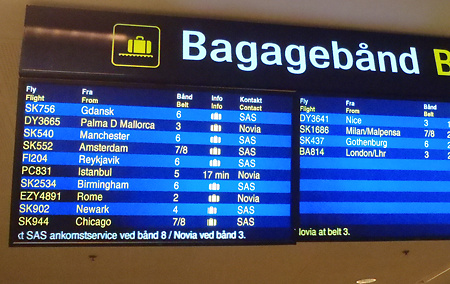 Bagagebånd B
Fly Fra Bånd Info Kontakt
Flight From Belt Info Contact
SK756 Gdansk 6 SAS
DY3665 Palma D Mallorca 3 Novia
SK540 Manchester 6 SAS
SK552 Amsterdam 7/8 SAS
FI204 Reykjavik 6 SAS
PC831 Istanbul 5 17 min Novia
SK2534 Birmingham 6 SAS
EZY4891 Rome 2 Novia
SK902 Newark 4 SAS
SK944 Chicago 7/8 SAS
ct SAS ankomstservice ved bånd 8 / Novia ved bånd 3.
Fly Fra Bånd
Flight From Belt
DY3641 Nice 3
SK1686 Milan/Malpensa 7/8
SK437 Gothenburg 6
BA814 London/Lhr 3
lovia at belt 3.